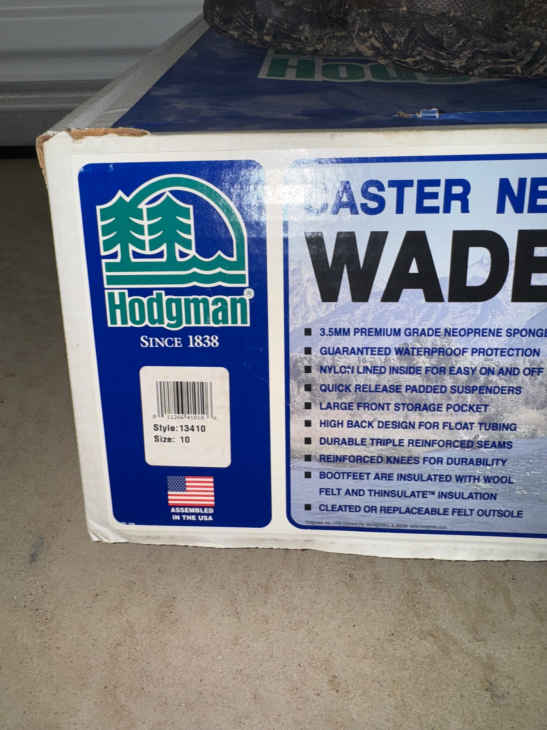 Hodgman®
SINCE 1838
Style:13410
Size: 10
ASSEMBLED
IN THE USA
CASTER NE
WADE
■ 3.5MM PREMIUM GRADE NEOPRENE SPONGE
■ GUARANTEED WATERPROOF PROTECTION
■ NYLON LINED INSIDE FOR EASY ON AND OFF
■ QUICK RELEASE PADDED SUSPENDERS
■ LARGE FRONT STORAGE POCKET
■ HIGH BACK DESIGN FOR FLOAT TUBING
■ DURABLE TRIPLE REINFORCED SEAMS
■ REINFORCED KNEES FOR DURABILITY
■ BOOTFEET ARE INSULATED WITH WOOL
FELT AND THINSULATE™ INSULATION
■ CLEATED OR REPLACEABLE FELT OUTSOLE